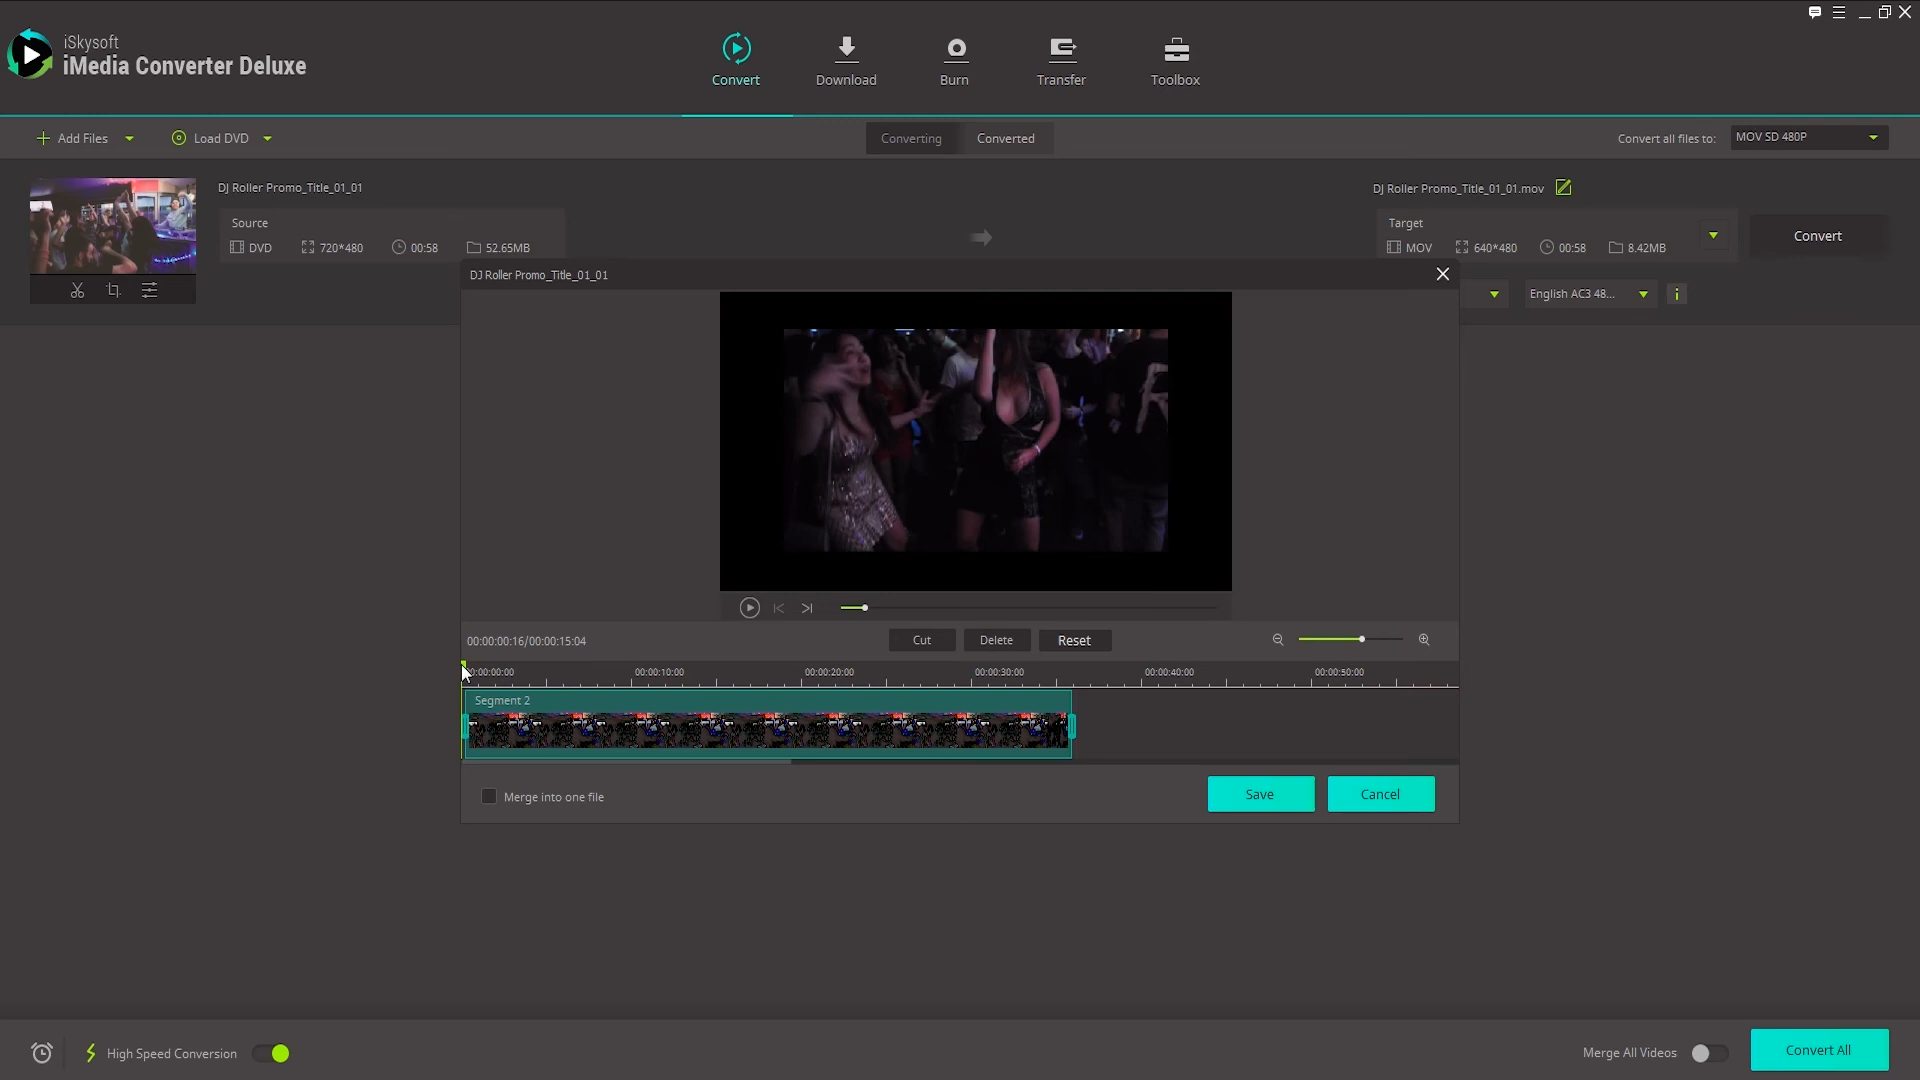 iSkysoft
iMedia Converter Deluxe
Convert
Download
Burn
Transfer
Toolbox
Add Files
Load DVD
Converting
Converted
Convert all files to:
MOV SD 480P
DJ Roller Promo_Title_01_01
Source
DVD
720*480
00:58
52.65MB
DJ Roller Promo_Title_01_01.mov
Target
MOV
640*480
00:58
8.42MB
Convert
English AC3 48...
DJ Roller Promo_Title_01_01
00:00:00:16/00:00:15:04
Cut
Delete
Reset
00:00:10:00
00:00:20:00
00:00:30:00
00:00:40:00
00:00:50:00
Segment 2
Merge into one file
Save
Cancel
High Speed Conversion
Merge All Videos
Convert All